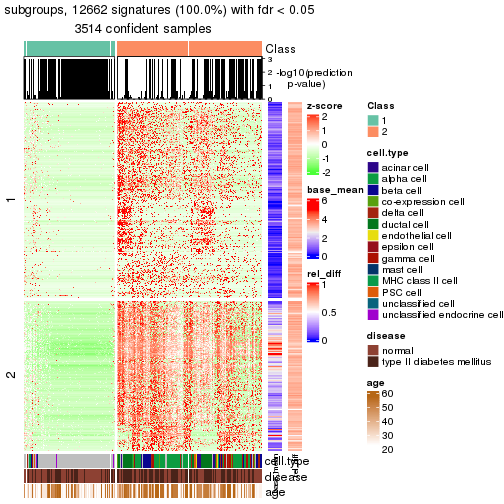 subgroups, 12662 signatures (100.0%) with fdr < 0.05
3514 confident samples
Class
3
2
1
0
-log10(prediction
p-value)
1
2
z-score
2
1
0
-1
-2
base_mean
6
4
2
0
rel_diff
1
0.5
0
Class
1
2
cell.type
acinar cell
alpha cell
beta cell
co-expression cell
delta cell
ductal cell
endothelial cell
epsilon cell
gamma cell
mast cell
MHC class II cell
PSC cell
unclassified cell
unclassified endocrine cell
disease
normal
type II diabetes mellitus
age
60
50
40
30
20
cell.type
disease
age